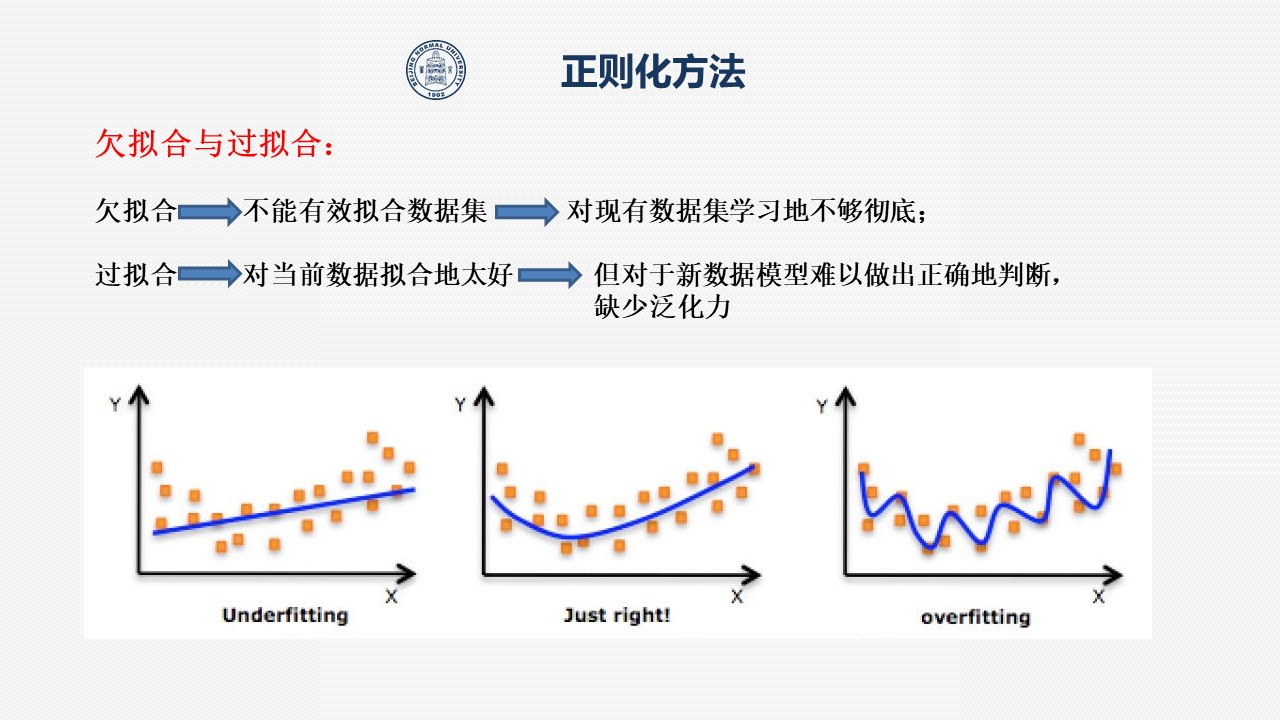 BEIJING NORMAL UNIVERSITY
1902
正则化方法
欠拟合与过拟合：
欠拟合 不能有效拟合数据集 对现有数据集学习地不够彻底；
过拟合 对当前数据拟合地太好 但对于新数据模型难以做出正确地判断，
缺少泛化力
Y
X
Underfitting
Y
X
Just right!
Y
X
overfitting